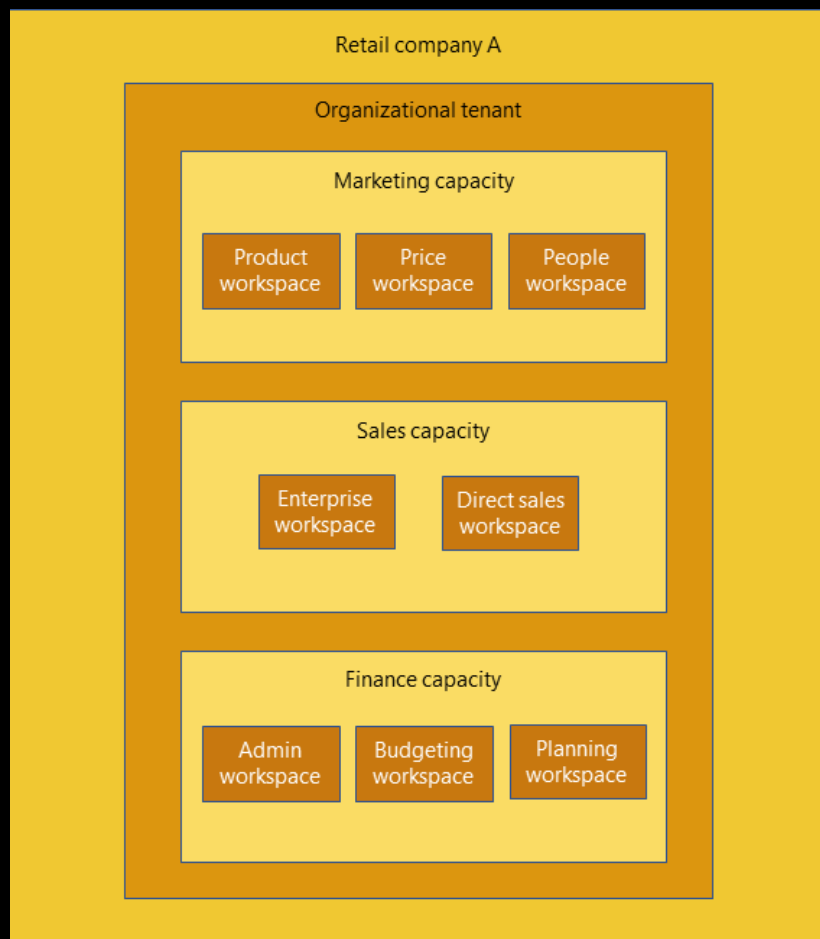 Retail company A
Organizational tenant
Marketing capacity
Product
workspace
Price
workspace
People
workspace
Sales capacity
Enterprise
workspace
Direct sales
workspace
Finance capacity
Admin
workspace
Budgeting
workspace
Planning
workspace